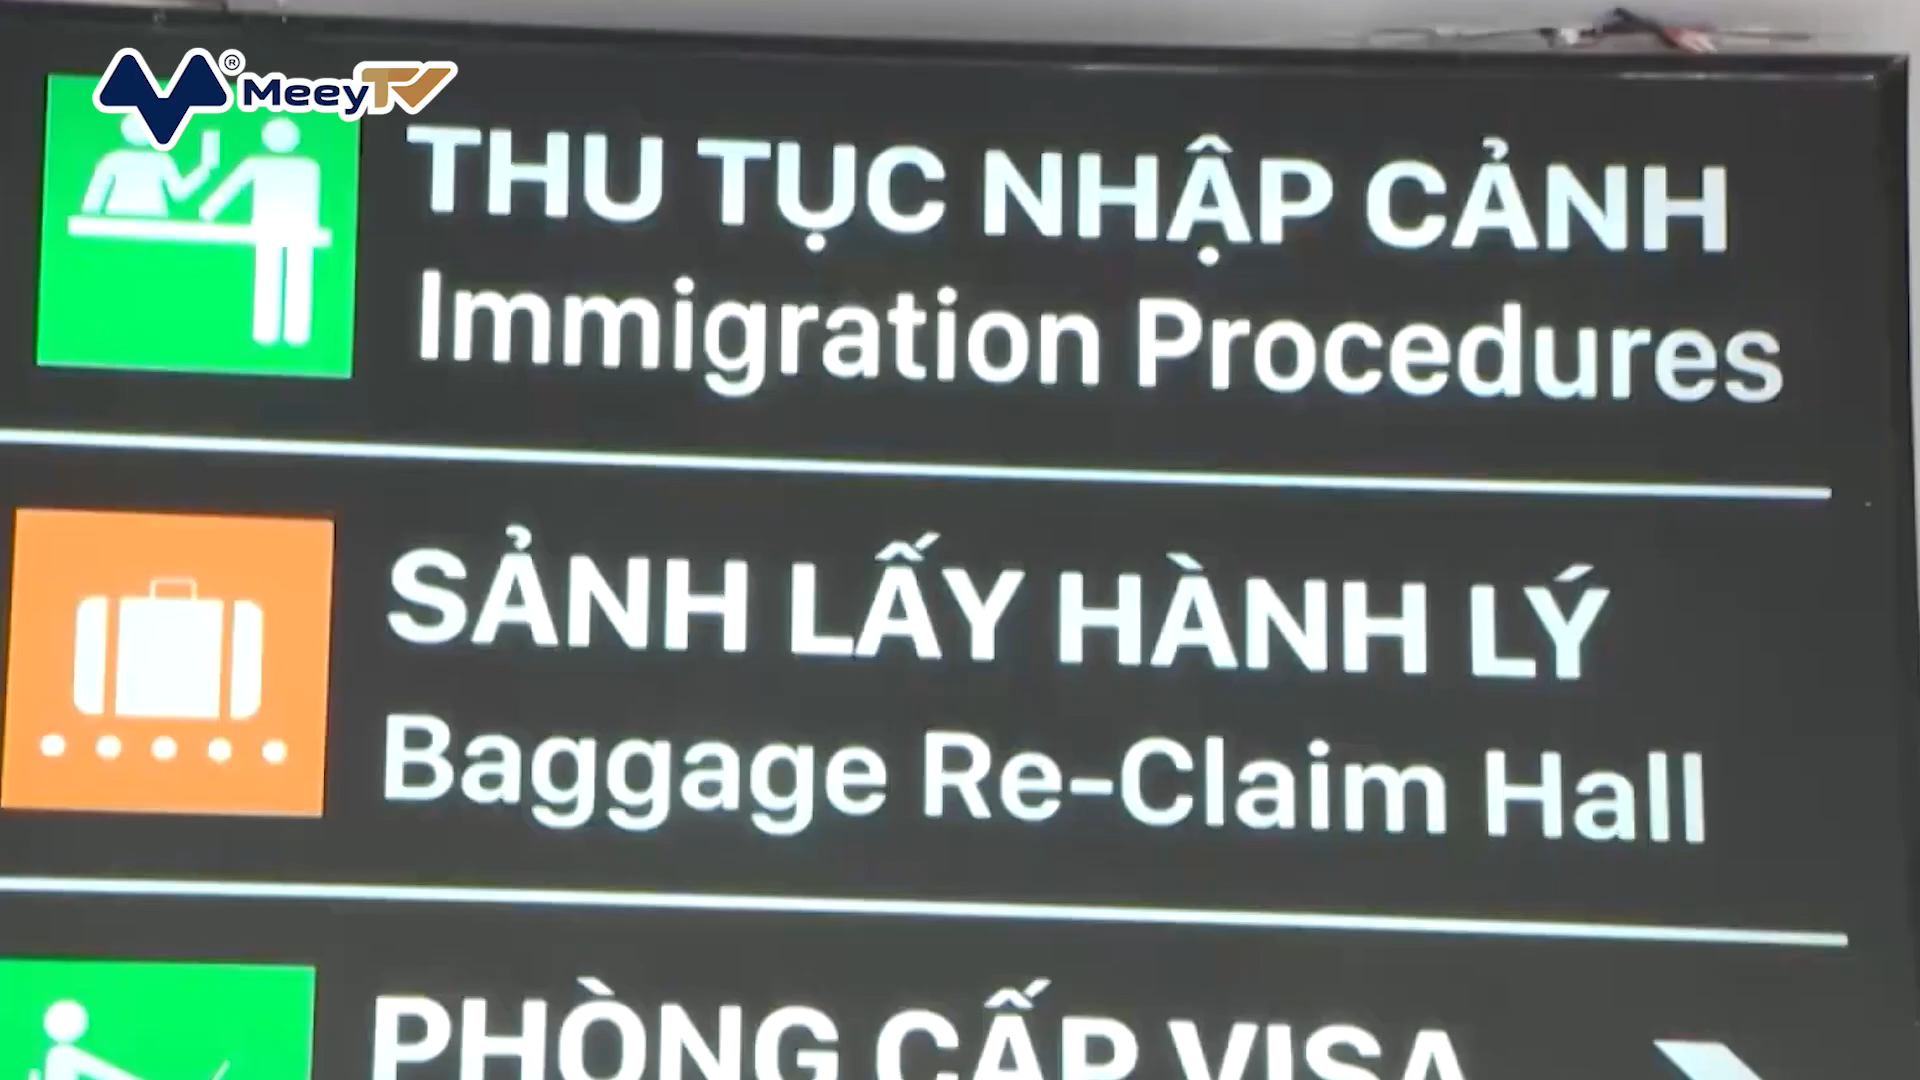 MeeyTV
THU TỤC NHẬP CẢNH
Immigration Procedures
SẢNH LẤY HÀNH LÝ
Baggage Re-Claim Hall
PHÒNG CẤP VISA